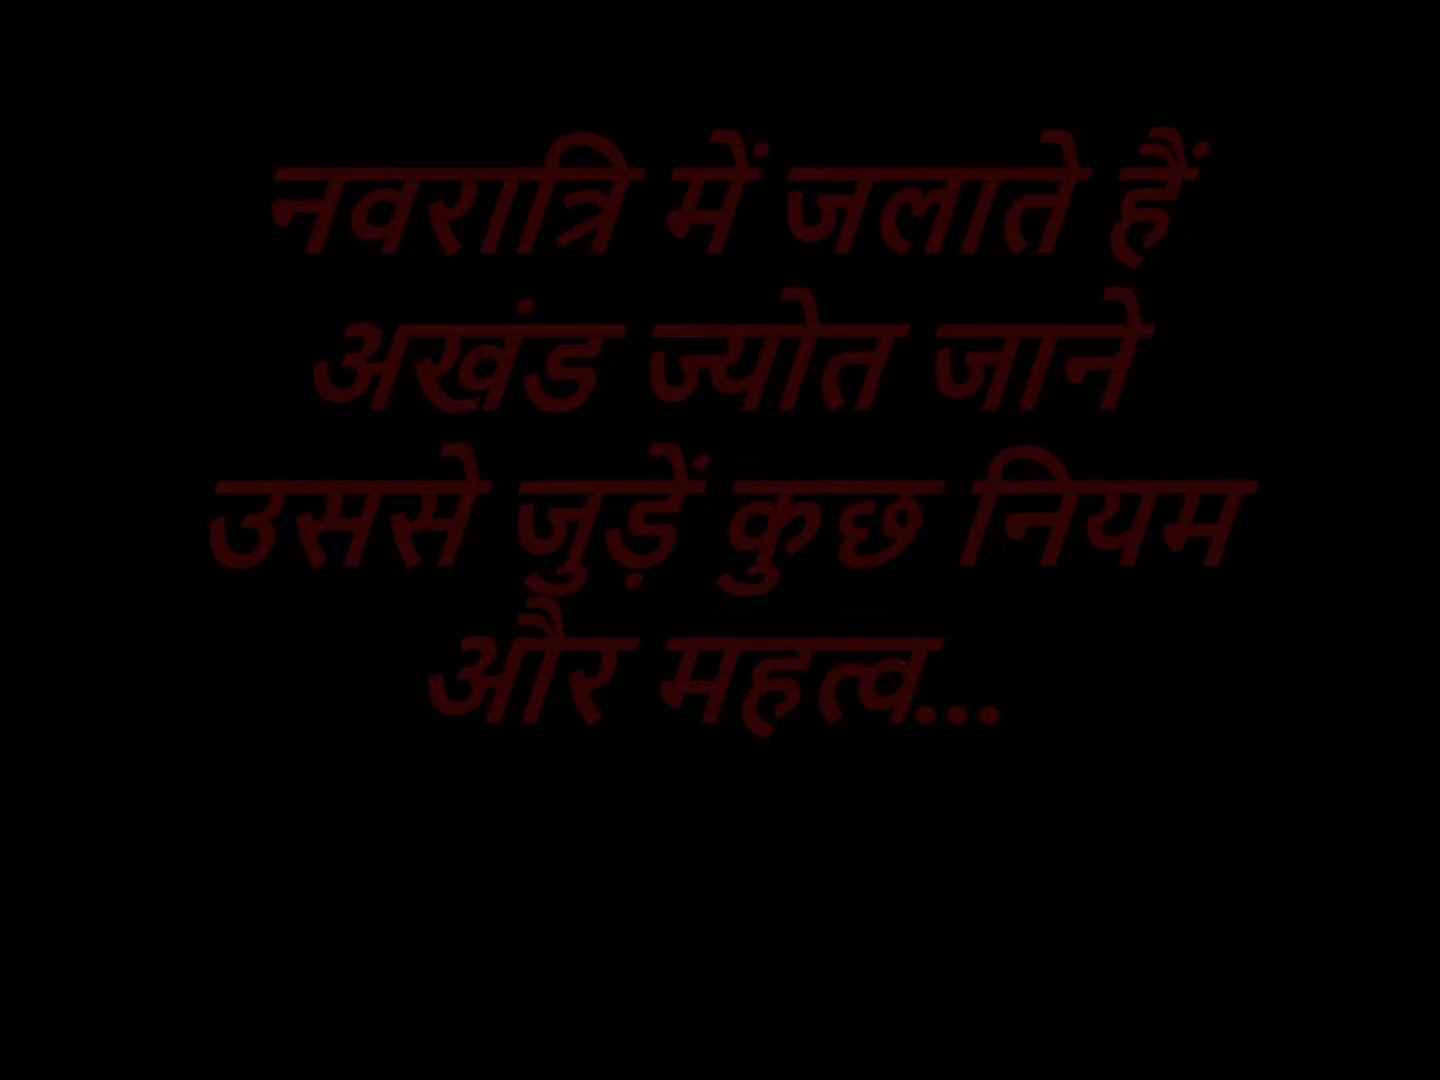 नवरात्रि में जलाते हैं
अखंड ज्योत जाने
उससे जुड़ें कुछ नियम
और महत्व...